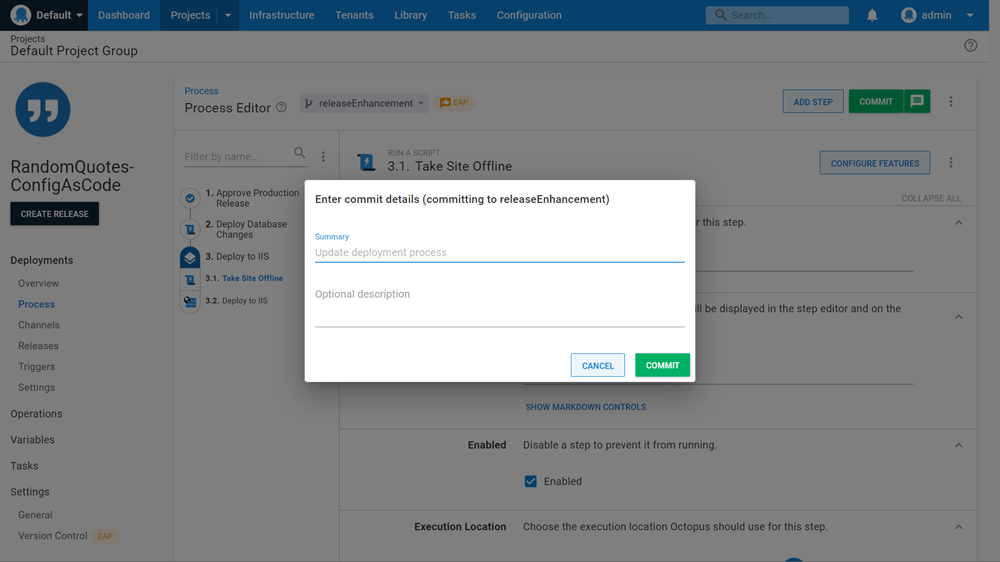 Default
Dashboard
Projects
Infrastructure
Tenants
Library
Tasks
Configuration
Search...
admin
Projects
Default Project Group
RandomQuotes-
ConfigAsCode
CREATE RELEASE
Deployments
Overview
Process
Channels
Releases
Triggers
Settings
Operations
Variables
Tasks
Settings
General
Version Control EAP
Process
Process Editor
releaseEnhancement
EAP
ADD STEP
COMMIT
Filter by name...
1. Approve Production
Release
2. Deploy Database
Changes
3. Deploy to IIS
3.1. Take Site Offline
3.2. Deploy to IIS
RUN A SCRIPT
3.1. Take Site Offline
CONFIGURE FEATURES
COLLAPSE ALL
for this step.
will be displayed in the step editor and on the
Enter commit details (committing to releaseEnhancement)
Summary
Update deployment process
Optional description
CANCEL
COMMIT
SHOW MARKDOWN CONTROLS
Enabled
Disable a step to prevent it from running.
Enabled
Execution Location
Choose the execution location Octopus should use for this step.